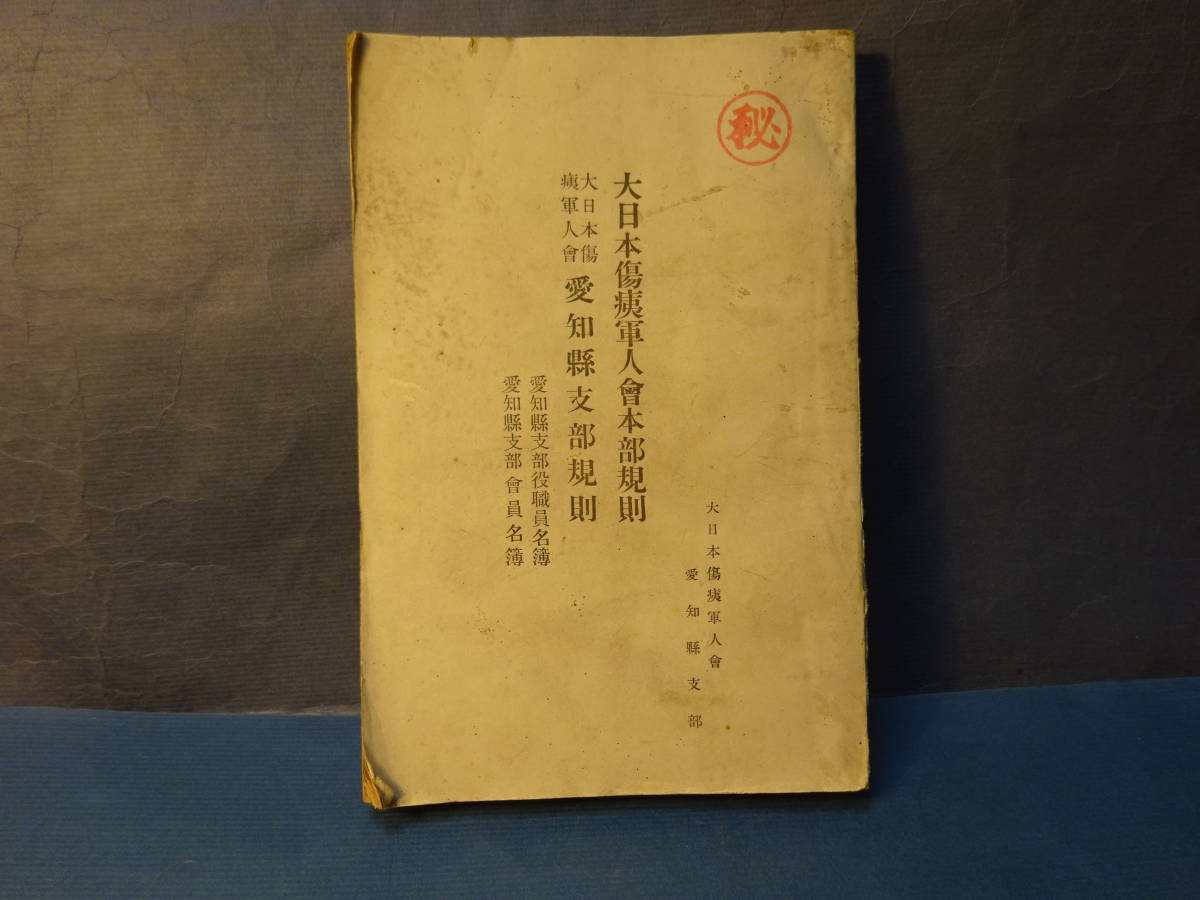 ㊙
大日本傷痍軍人會
愛知縣支部
大日本傷痍軍人會本部規則
大日本傷
痍軍人會
愛知縣支部規則
愛知縣支部役職員名簿
愛知縣支部會員名簿